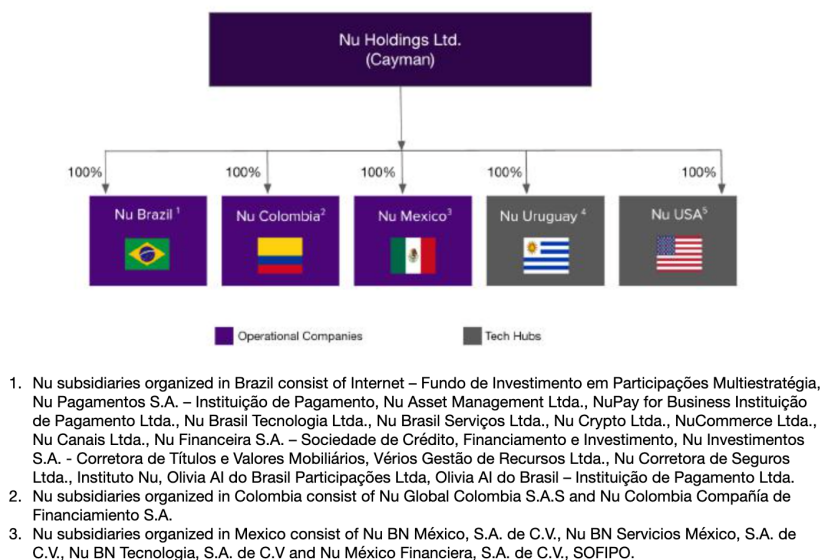 Nu Holdings Ltd.
(Cayman)
100% 100% 100% 100% 100%
Nu Brazil ¹ Nu Colombia² Nu Mexico³ Nu Uruguay ⁴ Nu USA⁵
Operational Companies Tech Hubs
1. Nu subsidiaries organized in Brazil consist of Internet – Fundo de Investimento em Participações Multiestratégia,
Nu Pagamentos S.A. – Instituição de Pagamento, Nu Asset Management Ltda., NuPay for Business Instituição
de Pagamento Ltda., Nu Brasil Tecnologia Ltda., Nu Brasil Serviços Ltda., Nu Crypto Ltda., NuCommerce Ltda.,
Nu Canais Ltda., Nu Financeira S.A. – Sociedade de Crédito, Financiamento e Investimento, Nu Investimentos
S.A. - Corretora de Títulos e Valores Mobiliários, Vérios Gestão de Recursos Ltda., Nu Corretora de Seguros
Ltda., Instituto Nu, Olivia AI do Brasil Participações Ltda, Olivia AI do Brasil – Instituição de Pagamento Ltda.
2. Nu subsidiaries organized in Colombia consist of Nu Global Colombia S.A.S and Nu Colombia Compañía de
Financiamiento S.A.
3. Nu subsidiaries organized in Mexico consist of Nu BN México, S.A. de C.V., Nu BN Servicios México, S.A. de
C.V., Nu BN Tecnologia, S.A. de C.V and Nu México Financiera, S.A. de C.V., SOFIPO.